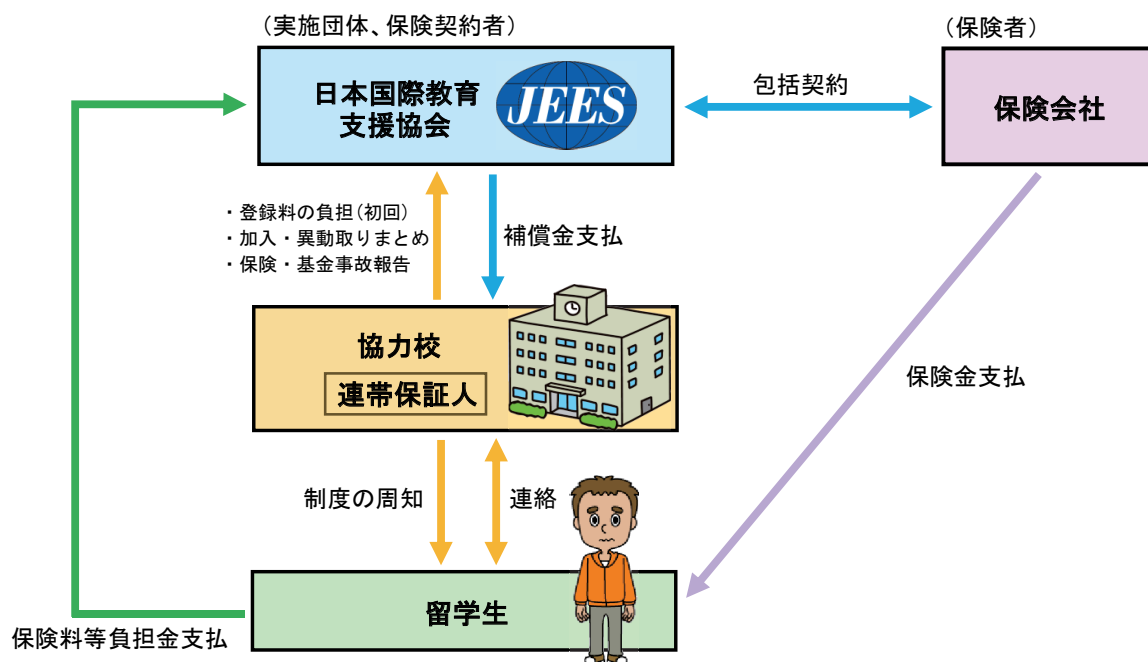 （実施団体、保険契約者）
（保険者）
日本国際教育
支援協会
JEES
包括契約
保険会社
・登録料の負担（初回）
・加入・異動取りまとめ
・保険・基金事故報告
補償金支払
協力校
連帯保証人
保険金支払
制度の周知
連絡
留学生
保険料等負担金支払